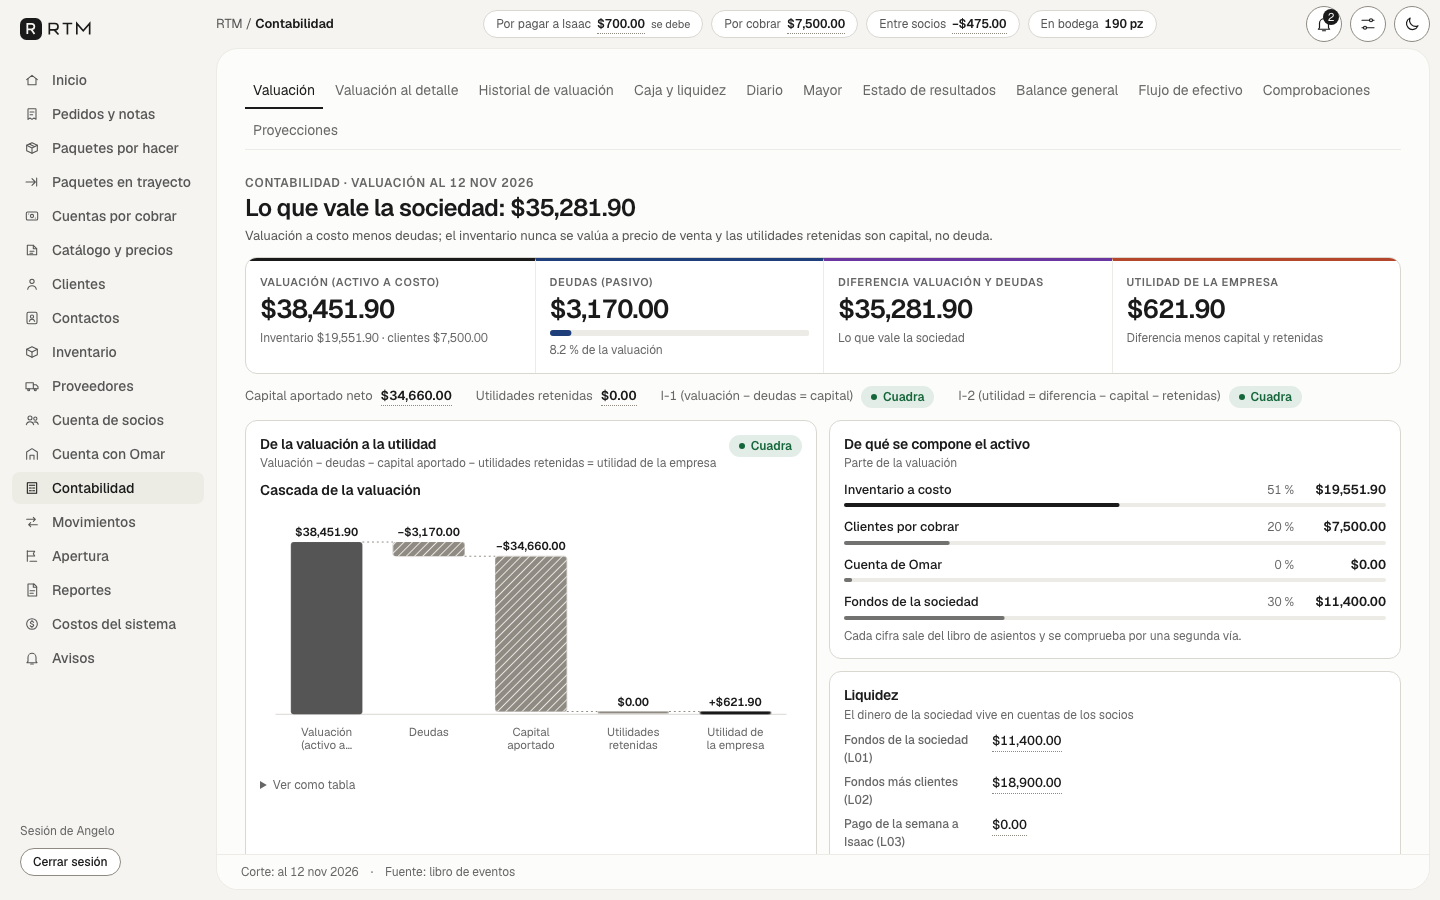 R RTM
RTM / Contabilidad
Por pagar a Isaac $700.00 se debe
Por cobrar $7,500.00
Entre socios −$475.00
En bodega 190 pz
2
Inicio
Pedidos y notas
Paquetes por hacer
Paquetes en trayecto
Cuentas por cobrar
Catálogo y precios
Clientes
Contactos
Inventario
Proveedores
Cuenta de socios
Cuenta con Omar
Contabilidad
Movimientos
Apertura
Reportes
Costos del sistema
Avisos
Sesión de Angelo
Cerrar sesión
Valuación Valuación al detalle Historial de valuación Caja y liquidez Diario Mayor Estado de resultados Balance general Flujo de efectivo Comprobaciones
Proyecciones
CONTABILIDAD · VALUACIÓN AL 12 NOV 2026
Lo que vale la sociedad: $35,281.90
Valuación a costo menos deudas; el inventario nunca se valúa a precio de venta y las utilidades retenidas son capital, no deuda.
VALUACIÓN (ACTIVO A COSTO)
$38,451.90
Inventario $19,551.90 · clientes $7,500.00
DEUDAS (PASIVO)
$3,170.00
8.2 % de la valuación
DIFERENCIA VALUACIÓN Y DEUDAS
$35,281.90
Lo que vale la sociedad
UTILIDAD DE LA EMPRESA
$621.90
Diferencia menos capital y retenidas
Capital aportado neto $34,660.00 Utilidades retenidas $0.00 I-1 (valuación − deudas = capital) Cuadra I-2 (utilidad = diferencia − capital − retenidas) Cuadra
De la valuación a la utilidad Cuadra
Valuación − deudas − capital aportado − utilidades retenidas = utilidad de la empresa
Cascada de la valuación
$38,451.90 −$3,170.00
−$34,660.00
$0.00 +$621.90
Valuación
(activo a…
Deudas
Capital
aportado
Utilidades
retenidas
Utilidad de
la empresa
Ver como tabla
De qué se compone el activo
Parte de la valuación
Inventario a costo 51 % $19,551.90
Clientes por cobrar 20 % $7,500.00
Cuenta de Omar 0 % $0.00
Fondos de la sociedad 30 % $11,400.00
Cada cifra sale del libro de asientos y se comprueba por una segunda vía.
Liquidez
El dinero de la sociedad vive en cuentas de los socios
Fondos de la sociedad $11,400.00
(L01)
Fondos más clientes $18,900.00
(L02)
Pago de la semana a $0.00
Isaac (L03)
Corte: al 12 nov 2026 · Fuente: libro de eventos